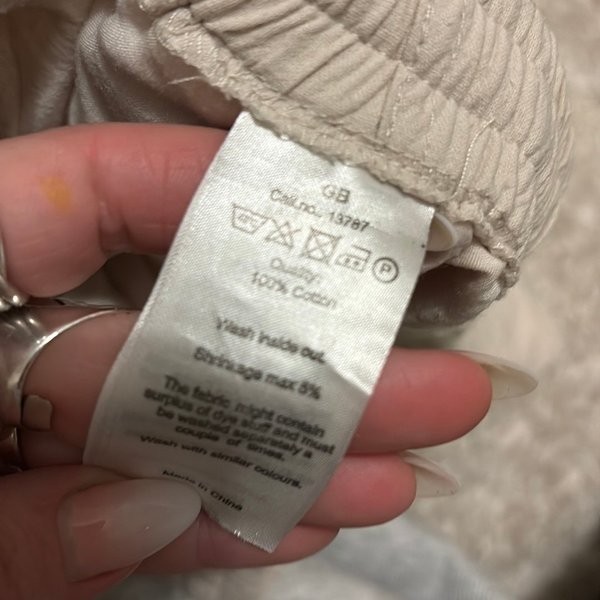 GB
Call.no.. 13787
P
Quality:
100% Cotton
Wash inside out.
Shrinkage max 5%
The fabric might contain
surplus of dye stuff and must
be washed separately a
couple of times.
Wash with similar colours.
Made in China